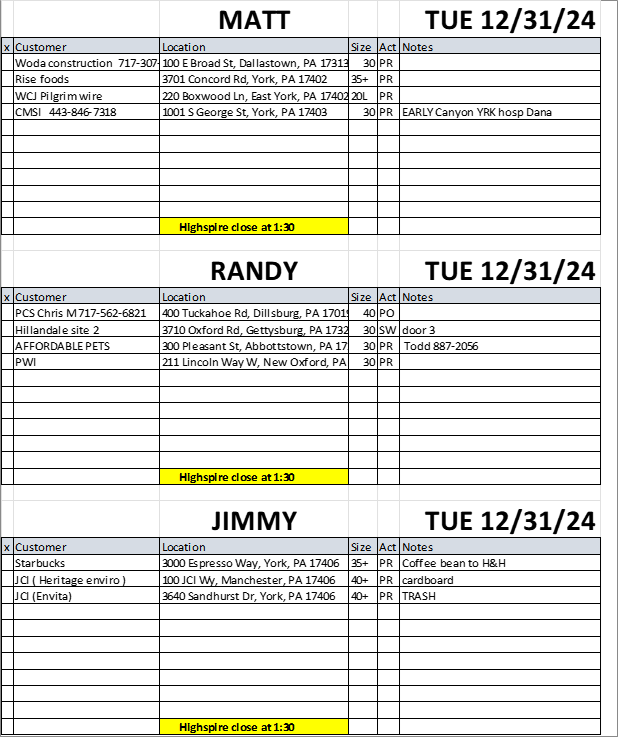 MATT TUE 12/31/24
x Customer Location Size Act Notes
Woda construction 717-307- 100 E Broad St, Dallastown, PA 17313 30 PR
Rise foods 3701 Concord Rd, York, PA 17402 35+ PR
WCJ Pilgrim wire 220 Boxwood Ln, East York, PA 17402 20L PR
CMSI 443-846-7318 1001 S George St, York, PA 17403 30 PR EARLY Canyon YRK hosp Dana
Highspire close at 1:30
RANDY TUE 12/31/24
x Customer Location Size Act Notes
PCS Chris M 717-562-6821 400 Tuckahoe Rd, Dillsburg, PA 17019 40 PO
Hillandale site 2 3710 Oxford Rd, Gettysburg, PA 1732 30 SW door 3
AFFORDABLE PETS 300 Pleasant St, Abbottstown, PA 17 30 PR Todd 887-2056
PWI 211 Lincoln Way W, New Oxford, PA 30 PR
Highspire close at 1:30
JIMMY TUE 12/31/24
x Customer Location Size Act Notes
Starbucks 3000 Espresso Way, York, PA 17406 35+ PR Coffee bean to H&H
JCI ( Heritage enviro ) 100 JCI Wy, Manchester, PA 17406 40+ PR cardboard
JCI (Envita) 3640 Sandhurst Dr, York, PA 17406 40+ PR TRASH
Highspire close at 1:30